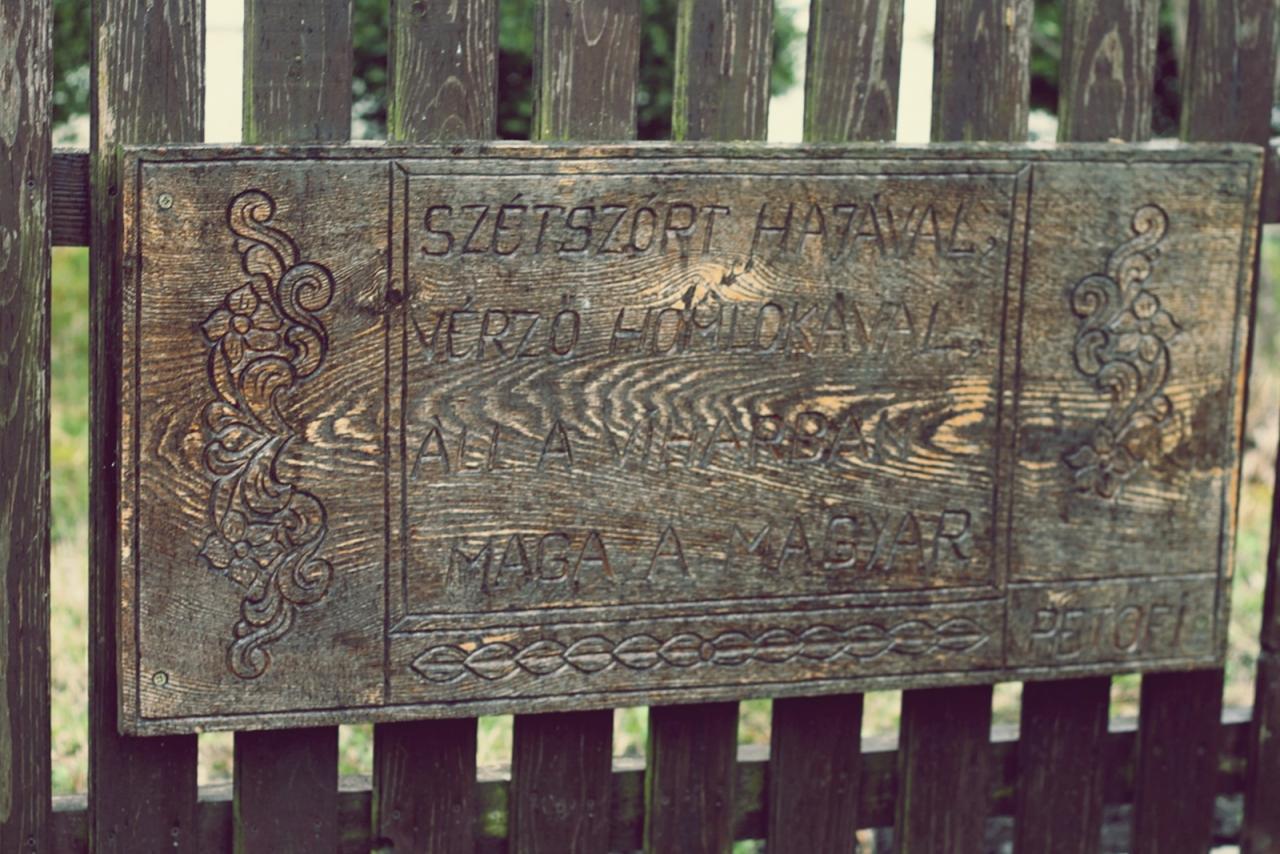 SZÉTSZÓRT HAJÁVAL,
VÉRZŐ HOMLOKÁVAL,
ÁLL A VIHARBAN
MAGA A MAGYAR
PETŐFI